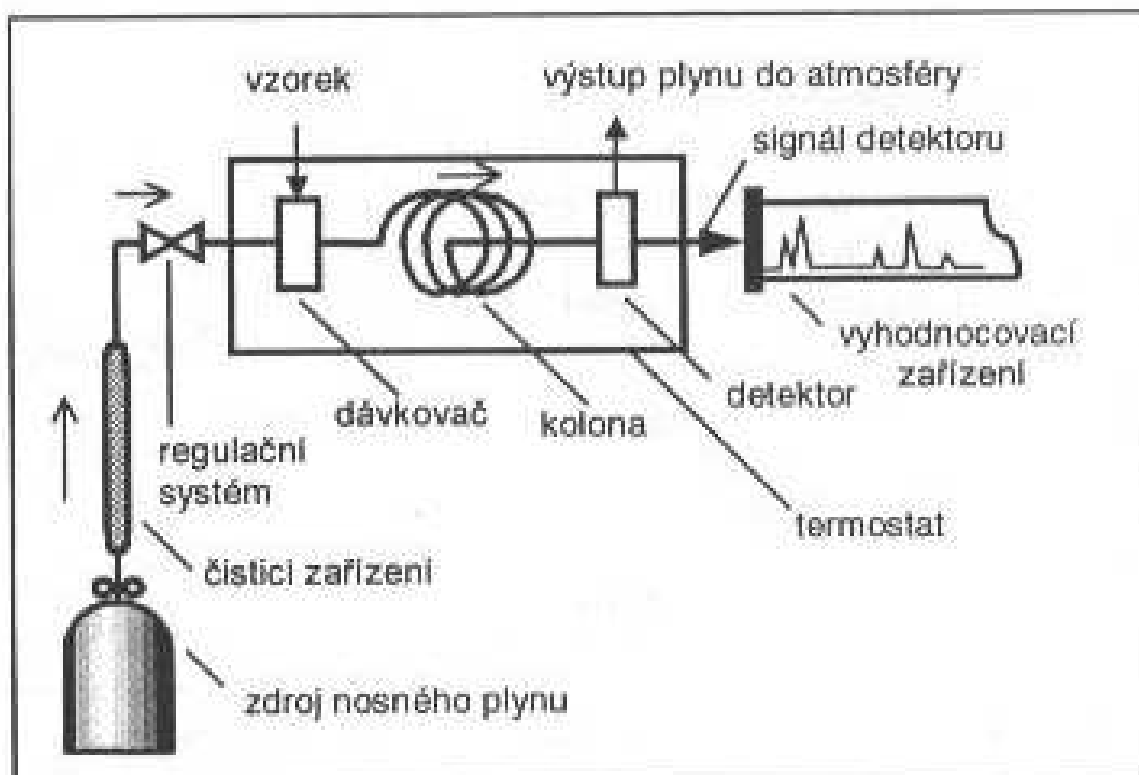 vzorek
výstup plynu do atmosféry
signál detektoru
vyhodnocovací
zařízení
detektor
dávkovač
kolona
regulační
systém
termostat
čisticí zařízení
zdroj nosného plynu